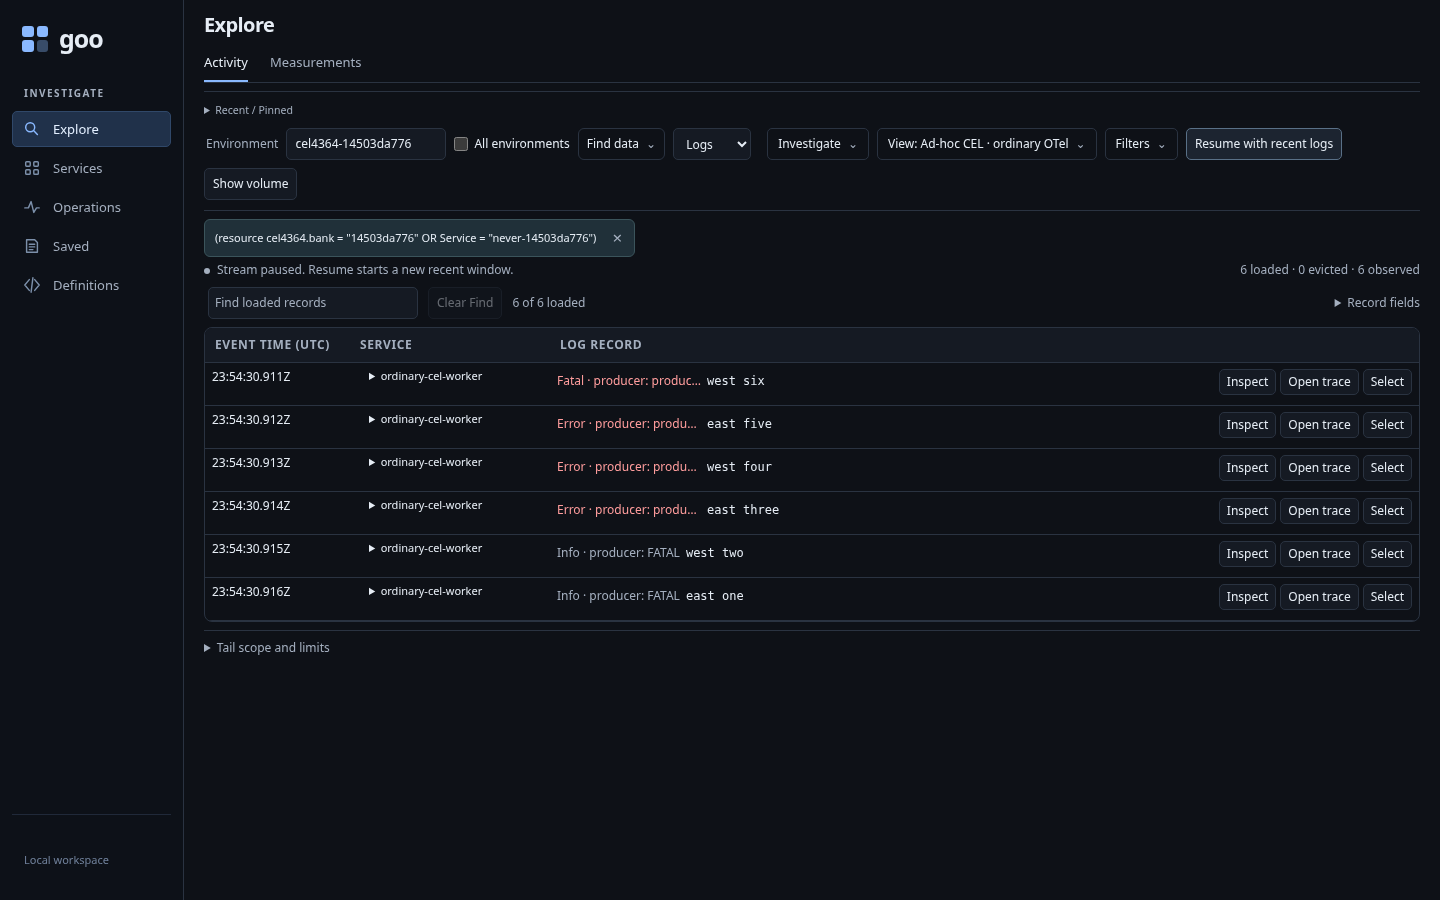 goo
INVESTIGATE
Explore
Services
Operations
Saved
Definitions
Local workspace
Explore
Activity Measurements
Recent / Pinned
Environment cel4364-14503da776 All environments Find data Logs Investigate View: Ad-hoc CEL · ordinary OTel Filters Resume with recent logs
Show volume
(resource cel4364.bank = "14503da776" OR Service = "never-14503da776") ×
Stream paused. Resume starts a new recent window. 6 loaded · 0 evicted · 6 observed
Find loaded records Clear Find 6 of 6 loaded Record fields
EVENT TIME (UTC) SERVICE LOG RECORD
23:54:30.911Z ordinary-cel-worker Fatal · producer: produc... west six Inspect Open trace Select
23:54:30.912Z ordinary-cel-worker Error · producer: produ... east five Inspect Open trace Select
23:54:30.913Z ordinary-cel-worker Error · producer: produ... west four Inspect Open trace Select
23:54:30.914Z ordinary-cel-worker Error · producer: produ... east three Inspect Open trace Select
23:54:30.915Z ordinary-cel-worker Info · producer: FATAL west two Inspect Open trace Select
23:54:30.916Z ordinary-cel-worker Info · producer: FATAL east one Inspect Open trace Select
Tail scope and limits